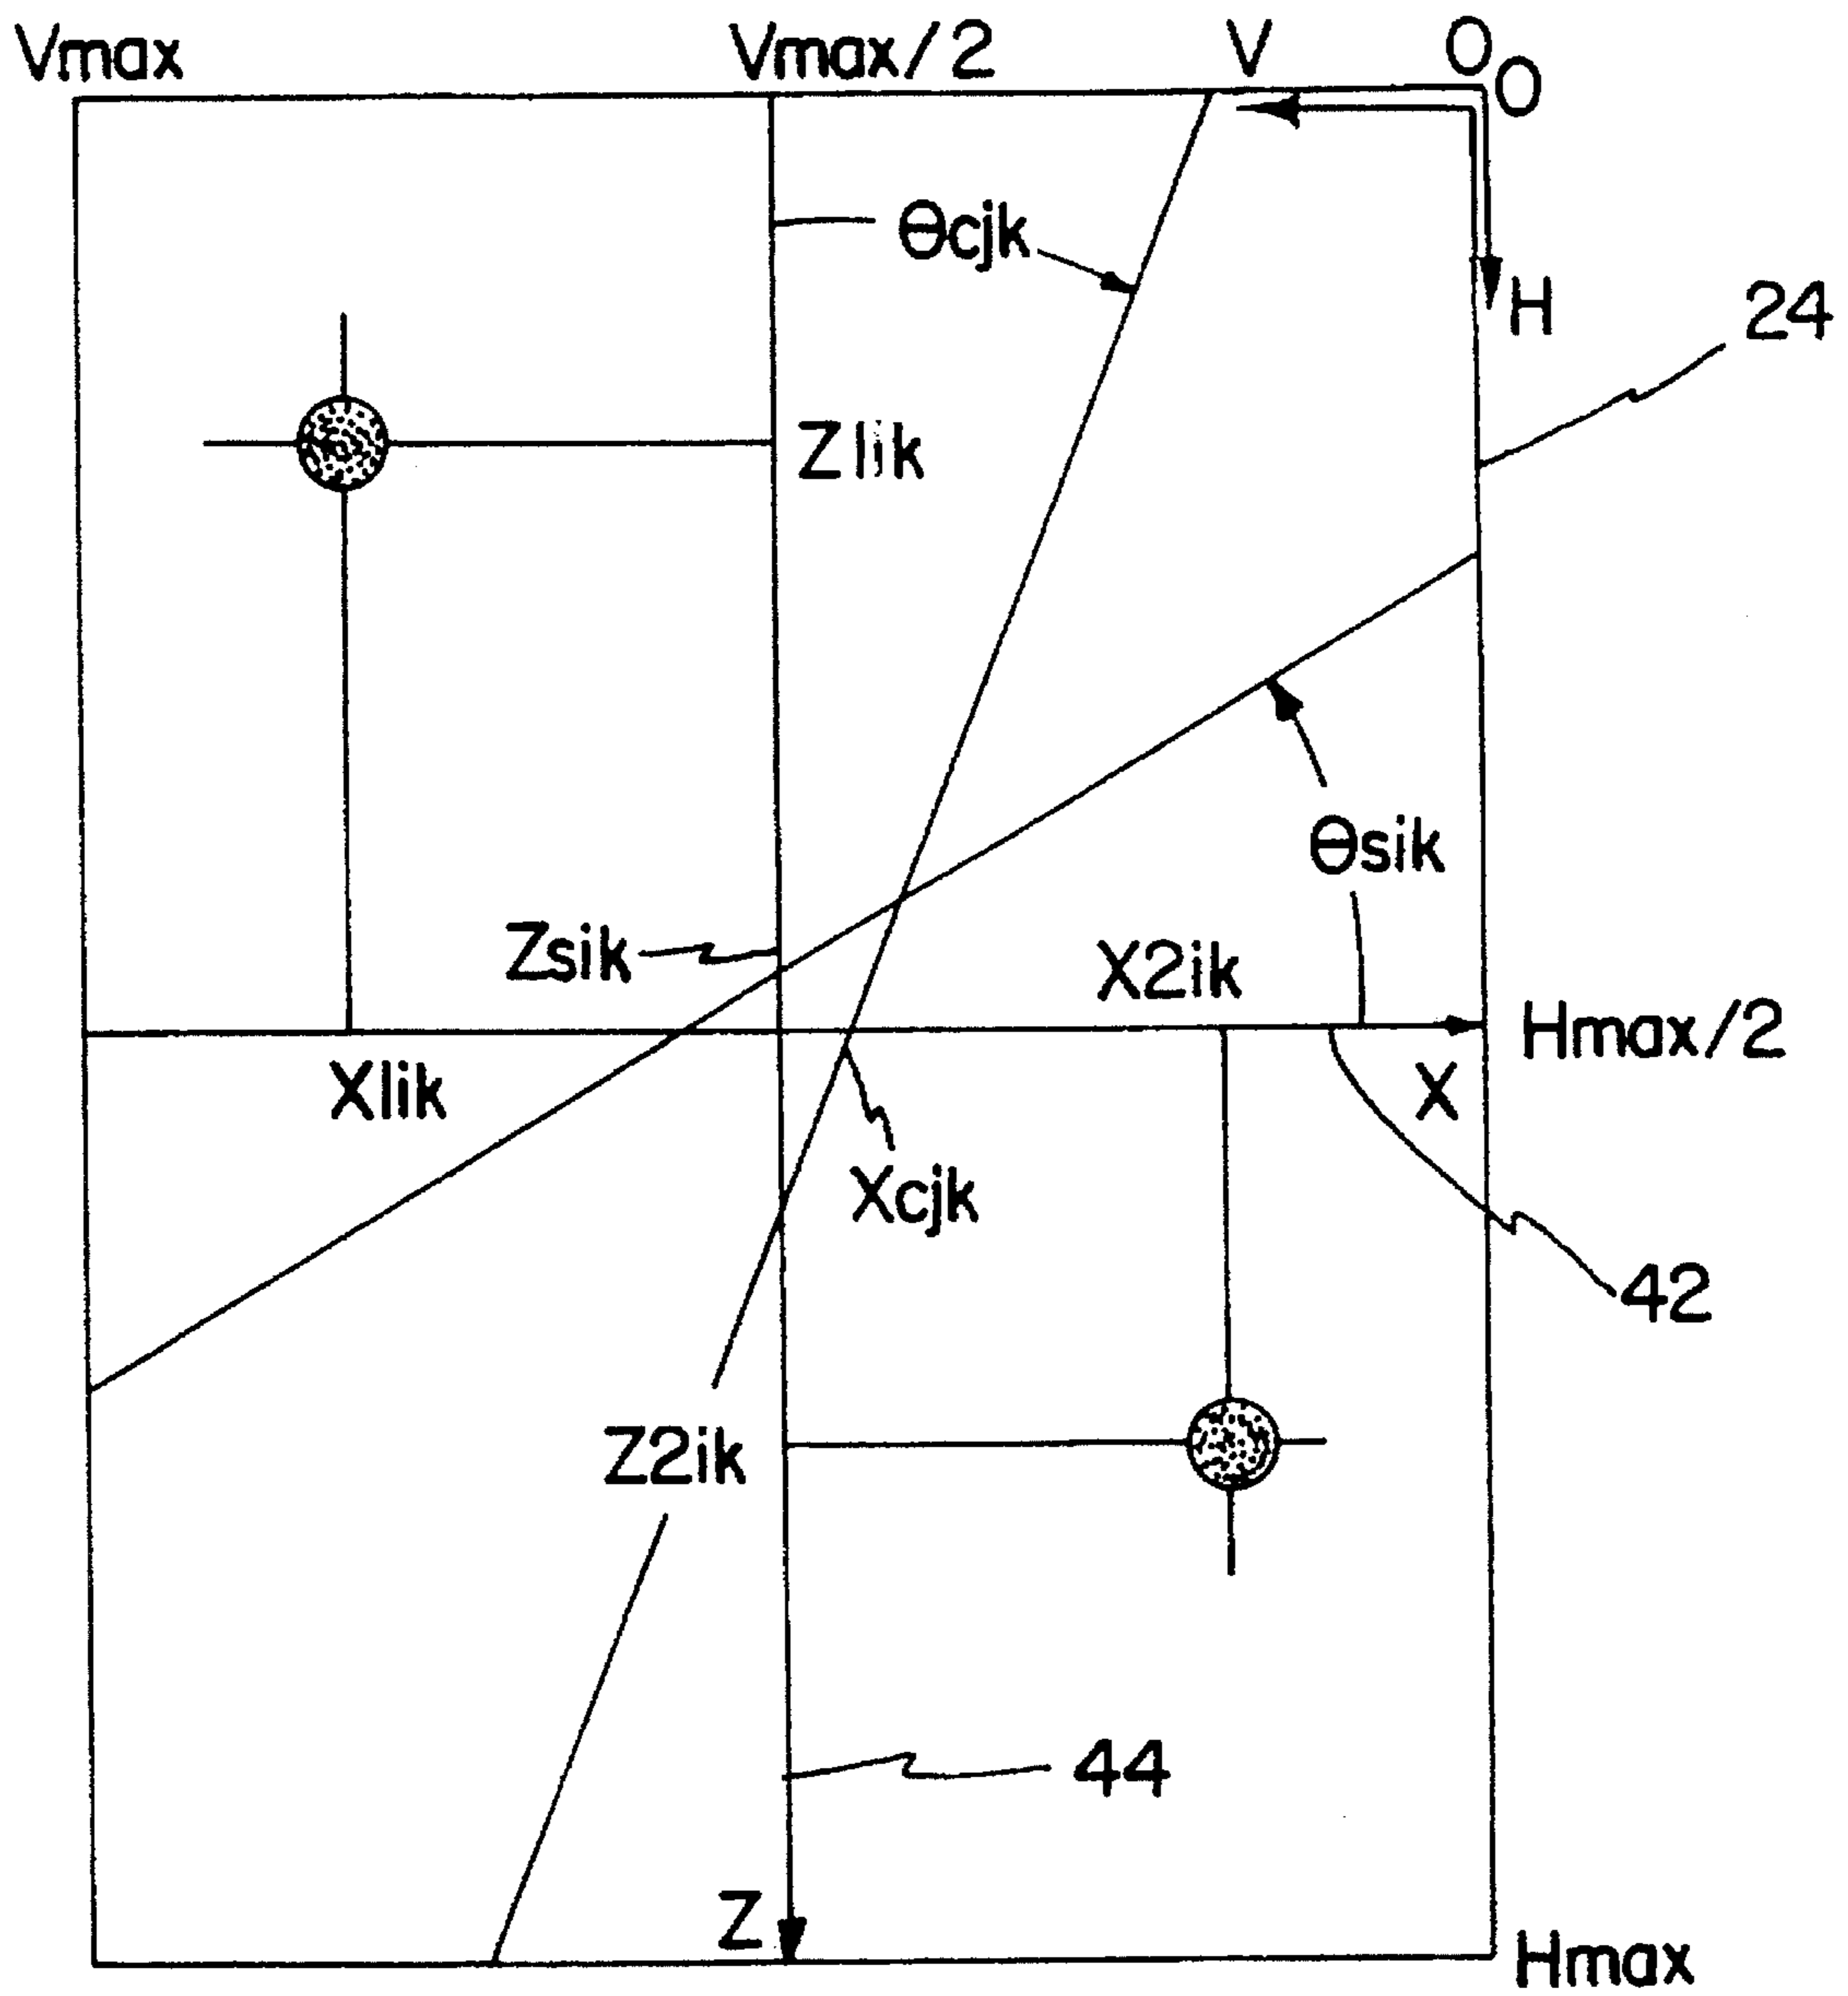 Vmax
Vmax/2
V
O
O
θcjk
H
24
Zlik
θsik
Zsik
X2ik
Hmax/2
Xlik
X
Xcjk
42
Z2ik
44
Z
Hmax